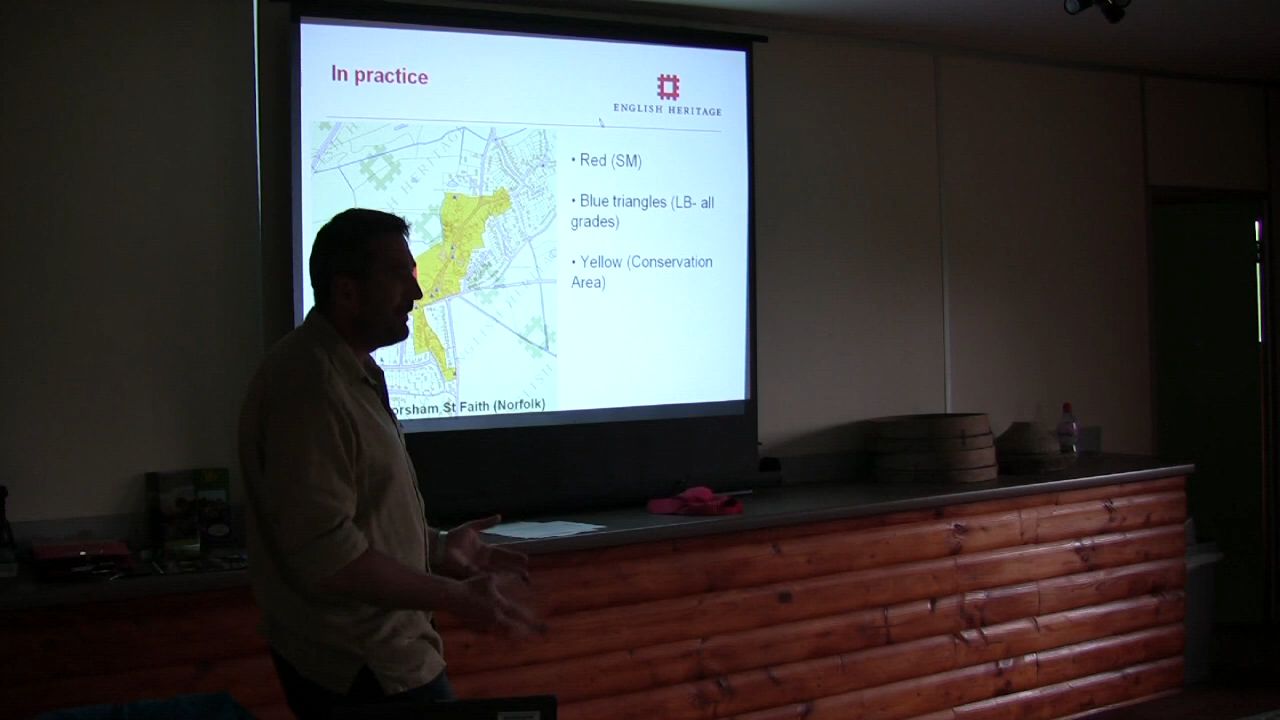 In practice
ENGLISH HERITAGE
• Red (SM)
• Blue triangles (LB- all
grades)
• Yellow (Conservation
Area)
orsham St Faith (Norfolk)